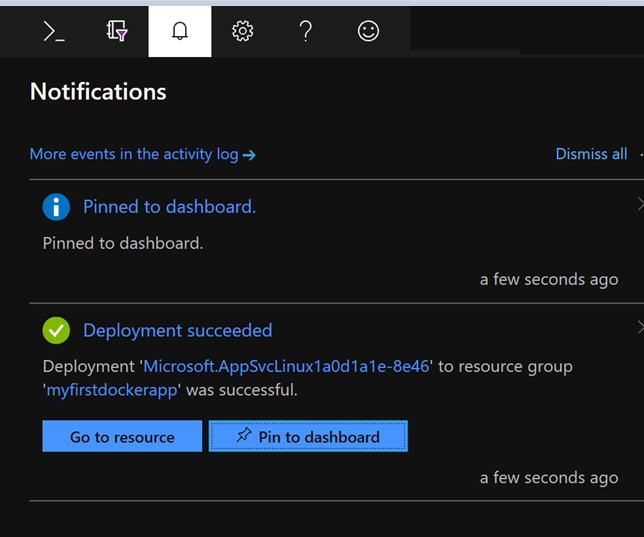 Notifications
More events in the activity log →
Dismiss all
Pinned to dashboard.
Pinned to dashboard.
a few seconds ago
Deployment succeeded
Deployment 'Microsoft.AppSvcLinux1a0d1a1e-8e46' to resource group
'myfirstdockerapp' was successful.
Go to resource
Pin to dashboard
a few seconds ago